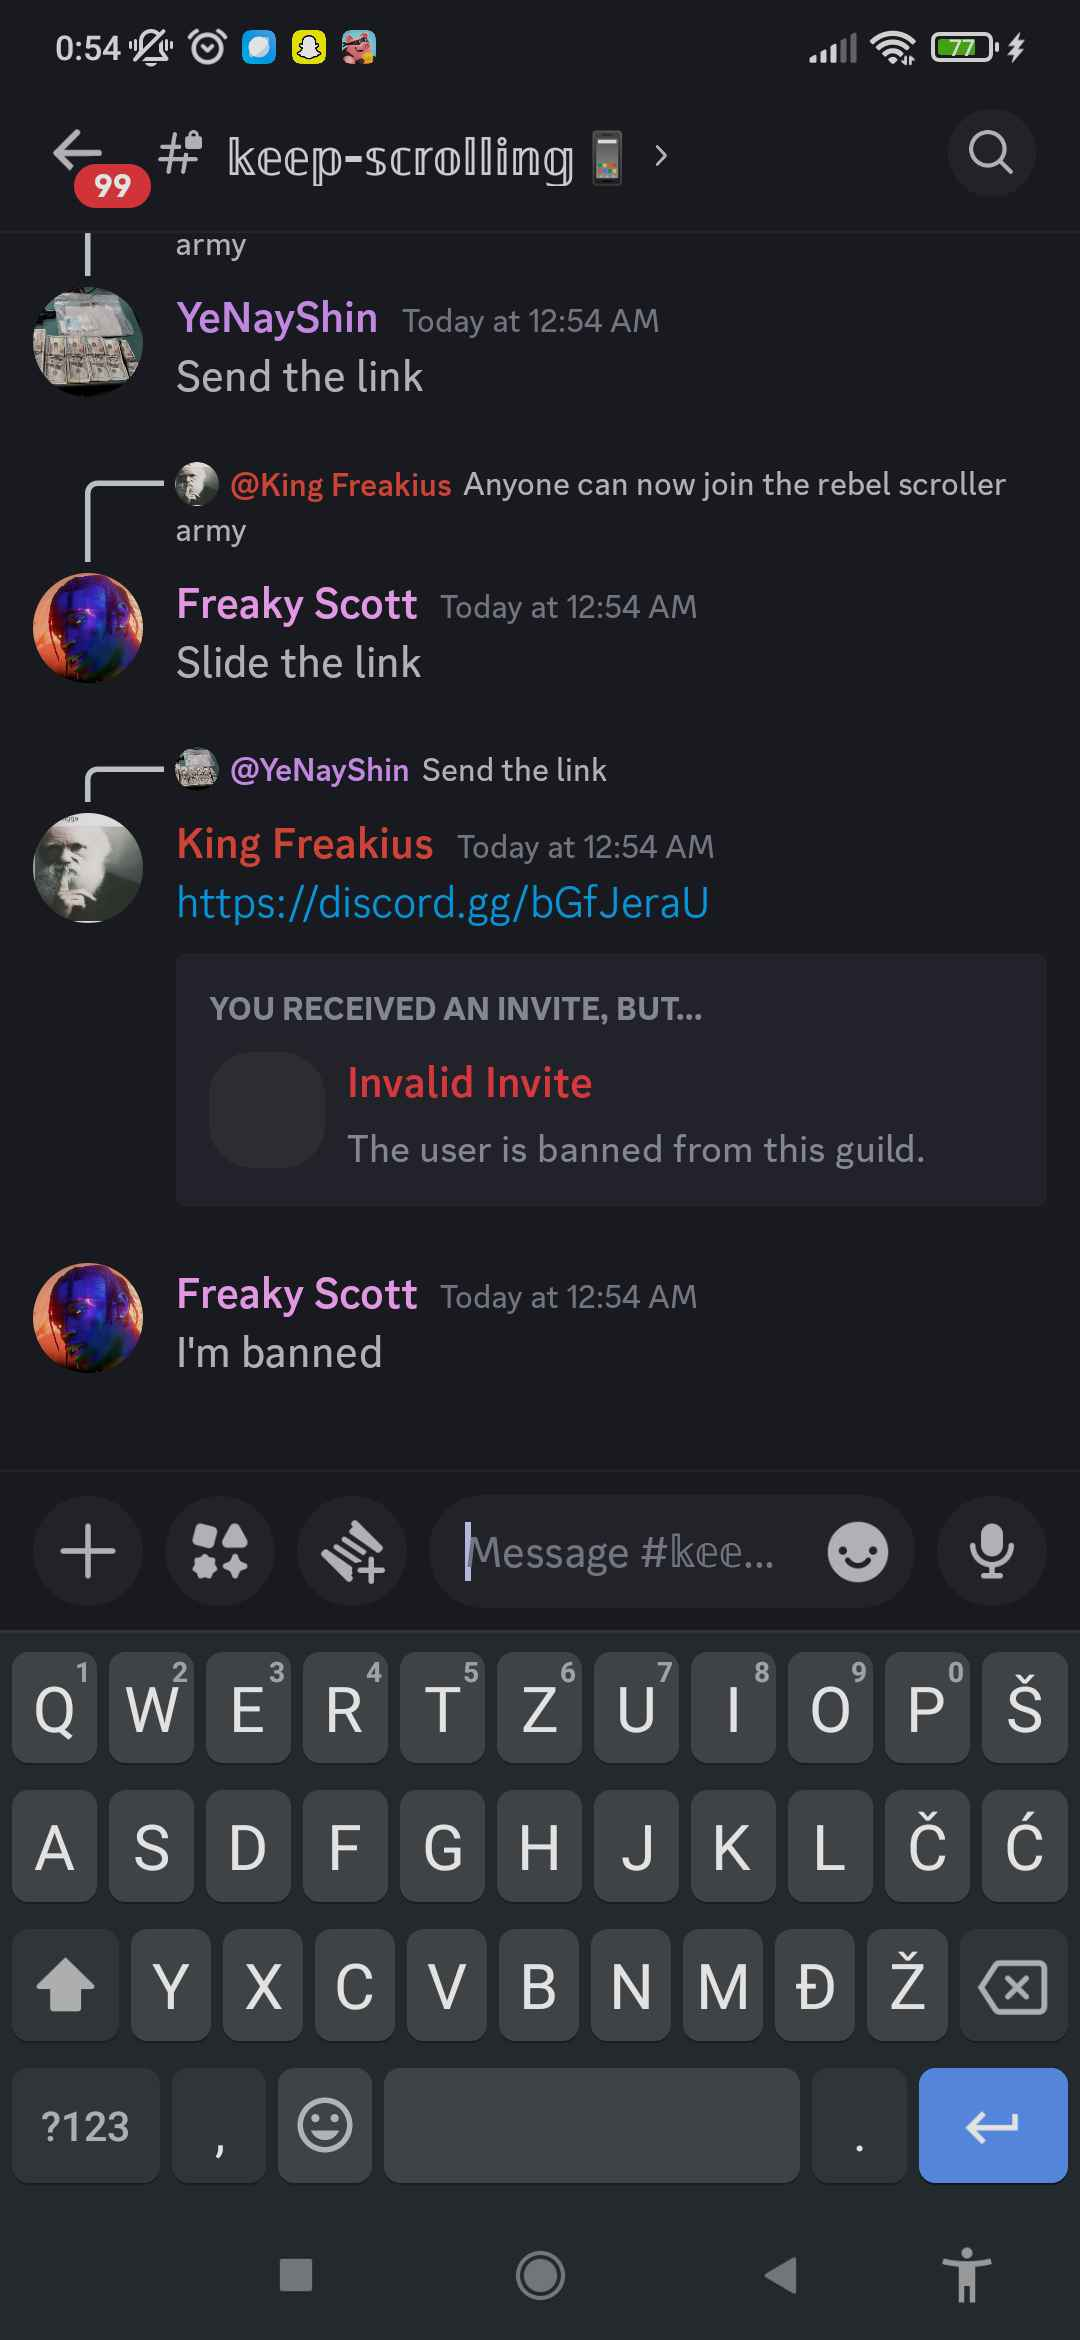 0:54
77
99
# 𝕜𝕖𝕖𝕡-𝕤𝕔𝕣𝕠𝕝𝕝𝕚𝕟𝕘📱 ›
army
YeNayShin Today at 12:54 AM
Send the link
@King Freakius Anyone can now join the rebel scroller
army
Freaky Scott Today at 12:54 AM
Slide the link
@YeNayShin Send the link
King Freakius Today at 12:54 AM
https://discord.gg/bGfJeraU
YOU RECEIVED AN INVITE, BUT...
Invalid Invite
The user is banned from this guild.
Freaky Scott Today at 12:54 AM
I'm banned
Message #𝕜𝕖𝕖...
1 2 3 4 5 6 7 8 9 0
Q W E R T Z U I O P Š
A S D F G H J K L Č Ć
Y X C V B N M Đ Ž
?123 , .